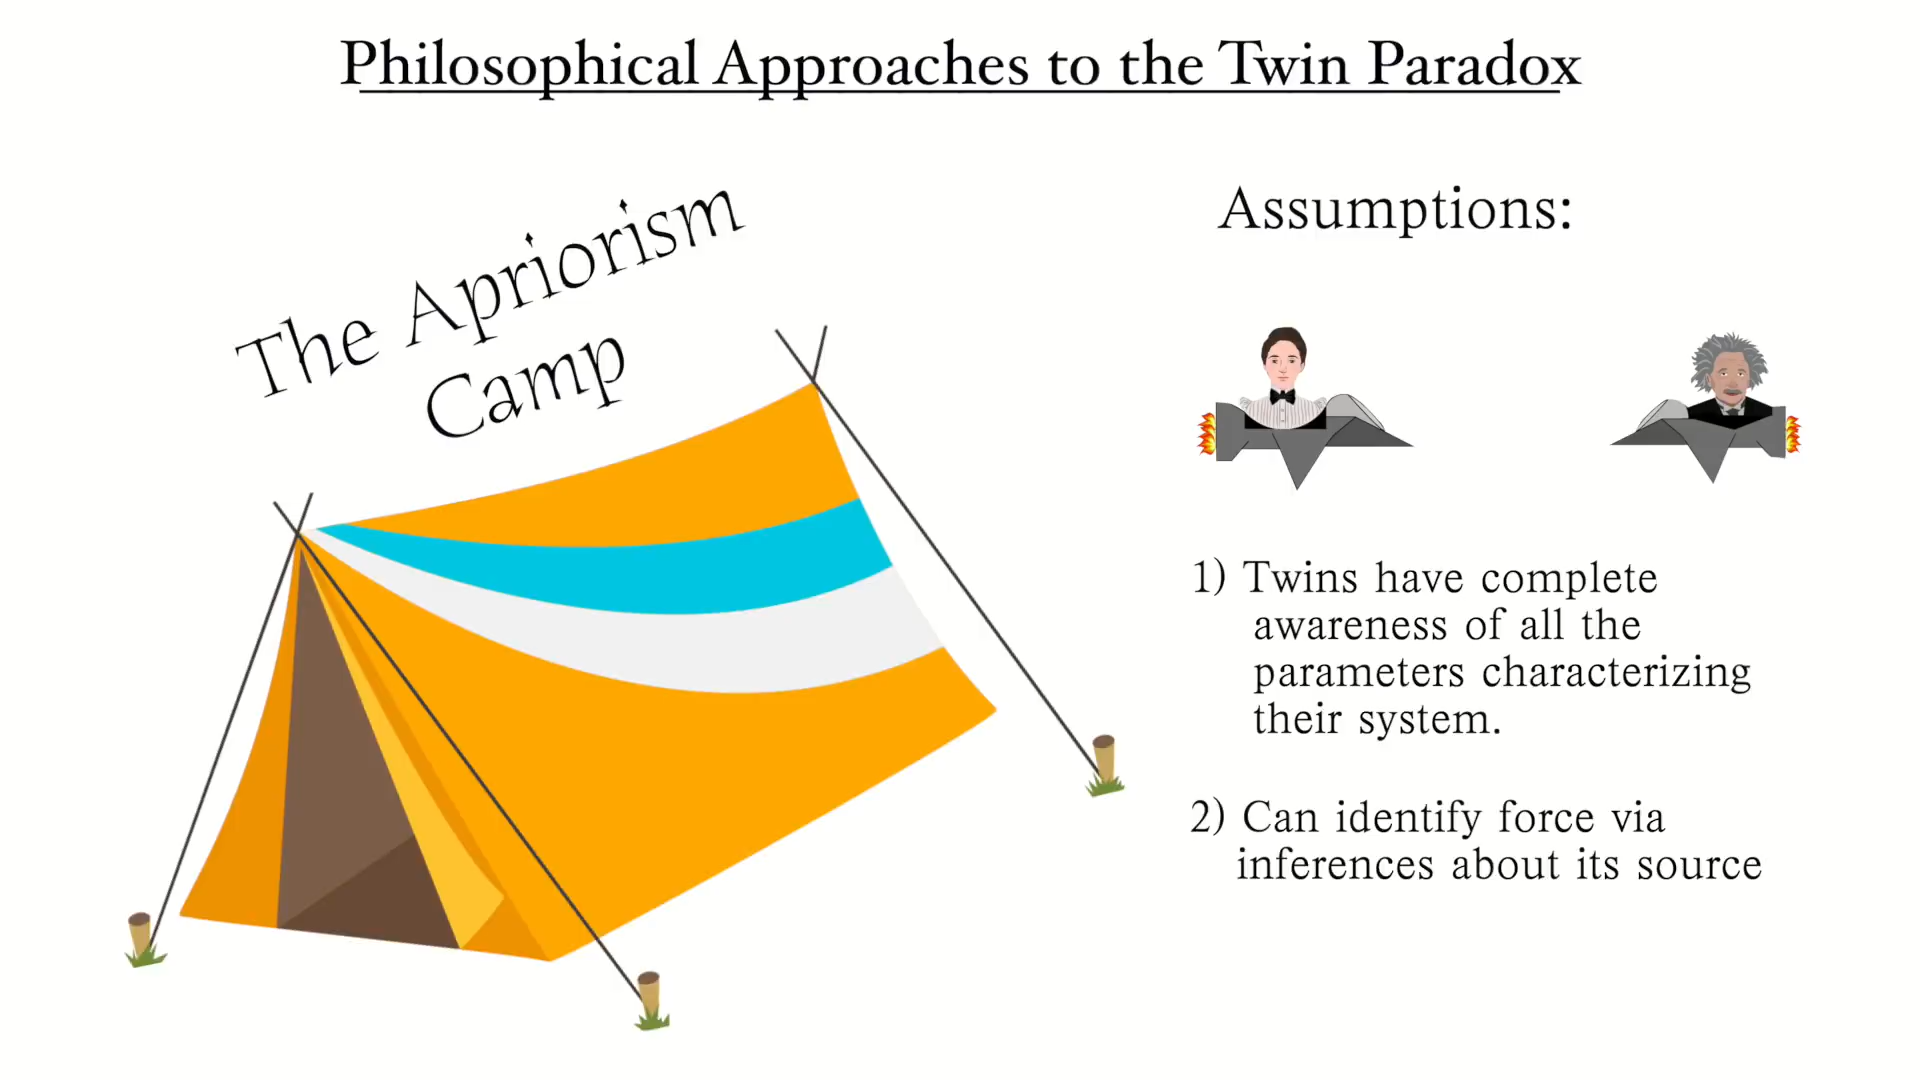 Philosophical Approaches to the Twin Paradox
The Apriorism
Camp
Assumptions:
1) Twins have complete
awareness of all the
parameters characterizing
their system.
2) Can identify force via
inferences about its source